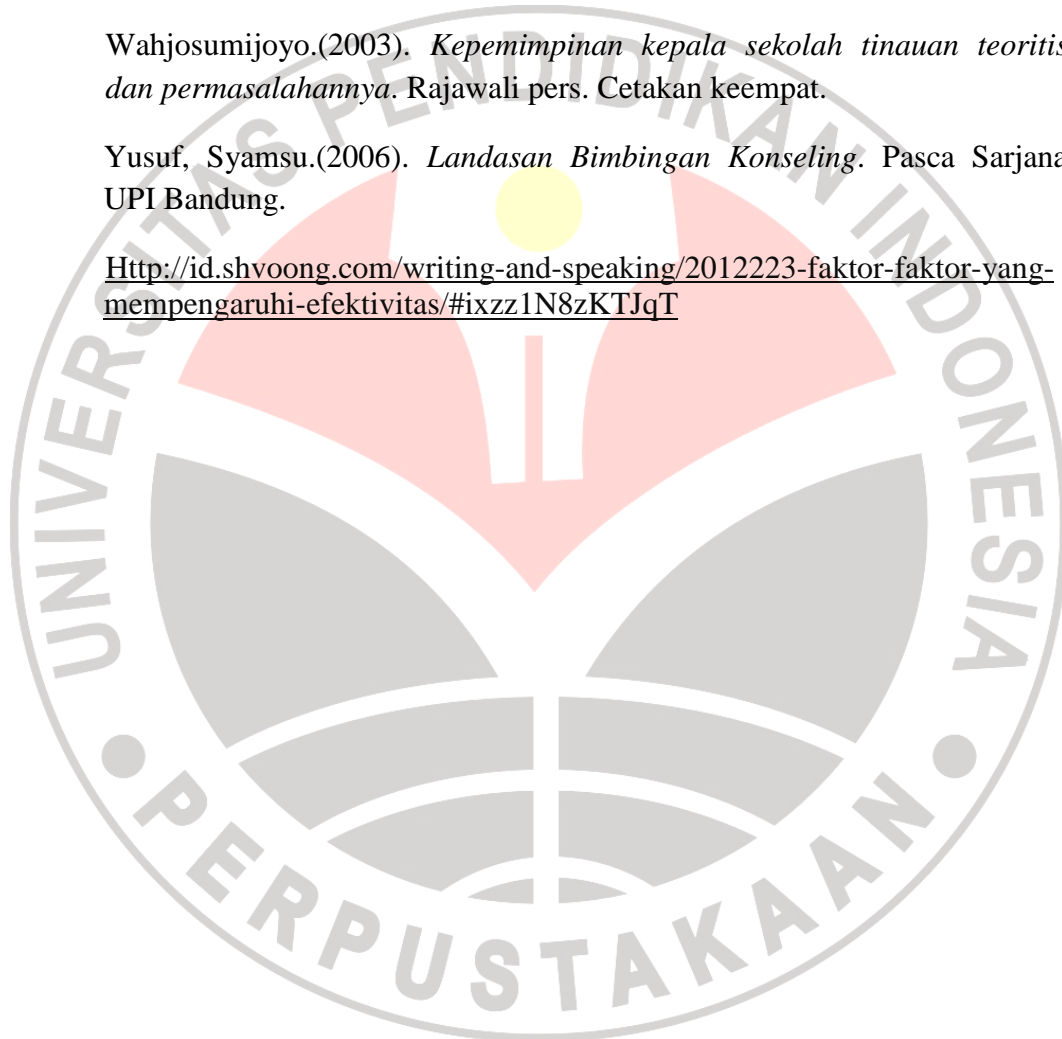 Wahjosumijoyo.(2003). Kepemimpinan kepala sekolah tinauan teoritis
dan permasalahannya. Rajawali pers. Cetakan keempat.
Yusuf, Syamsu.(2006). Landasan Bimbingan Konseling. Pasca Sarjana
UPI Bandung.
Http://id.shvoong.com/writing-and-speaking/2012223-faktor-faktor-yang-
mempengaruhi-efektivitas/#ixzz1N8zKTJqT
UNIVERSITAS PENDIDIKAN INDONESIA
PERPUSTAKAAN